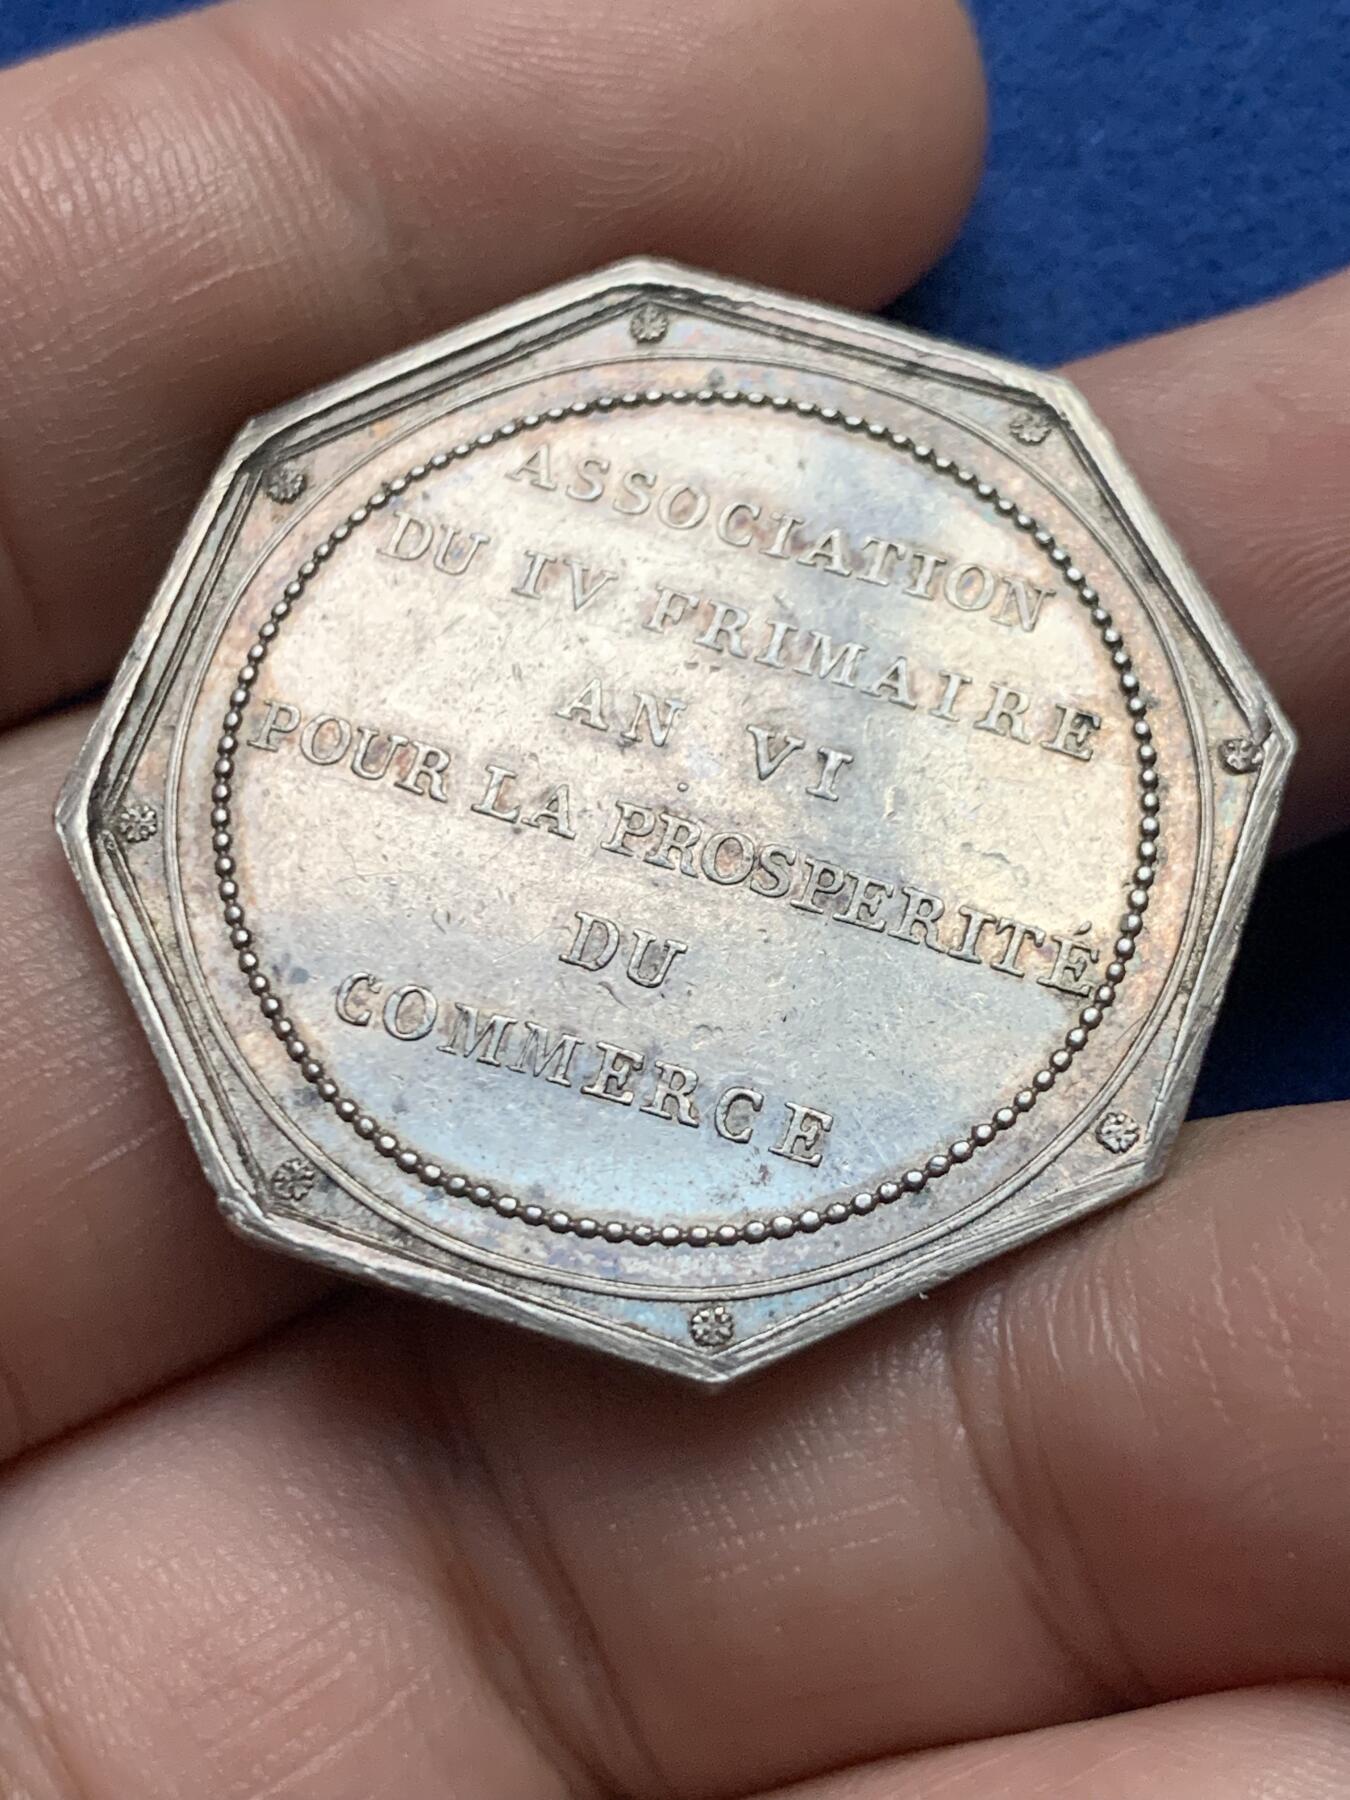 ASSOCIATION
DU IV FRIMAIRE
AN VI
POUR LA PROSPERITÉ
DU
COMMERCE